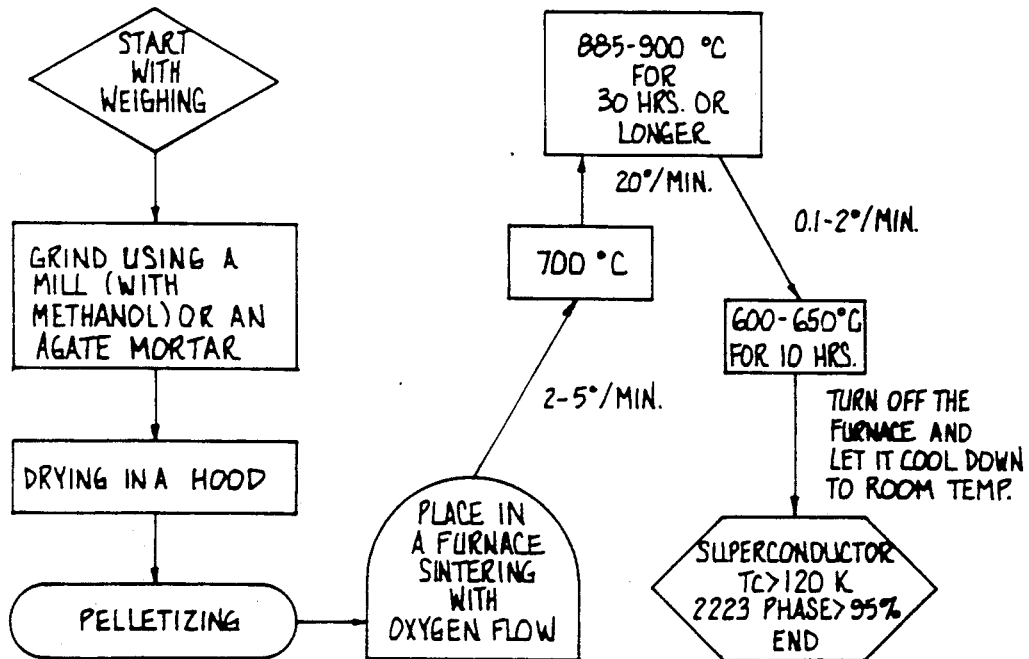 START
WITH
WEIGHING
GRIND USING A
MILL (WITH
METHANOL) OR AN
AGATE MORTAR
DRYING IN A HOOD
PELLETIZING
PLACE IN
A FURNACE
SINTERING
WITH
OXYGEN FLOW
2-5°/MIN.
700 °C
20°/MIN.
885-900 °C
FOR
30 HRS. OR
LONGER
0.1-2°/MIN.
600-650°C
FOR 10 HRS.
TURN OFF THE
FURNACE AND
LET IT COOL DOWN
TO ROOM TEMP.
SUPERCONDUCTOR
Tc>120 K
2223 PHASE>95%
END